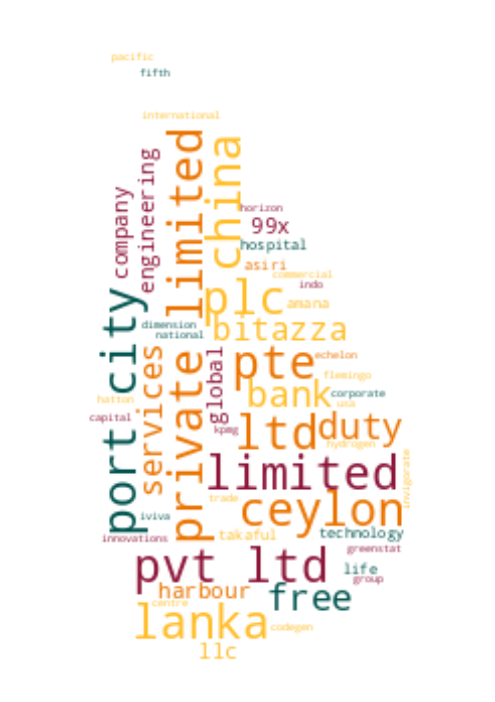 pacific
fifth
international
private limited
china
engineering
company
horizon
99x
hospital
asiri
commercial
indo
plc
amana
port city
dimension
national
bitazza
services
global
pte
echelon
flemingo
bank
corporate
usa
hatton
capital
kpmg
ltd
duty
hydrogen
limited
invigorate
trade
ceylon
iviva
innovations
takaful
technology
greenstat
pvt ltd
life
group
harbour
free
centre
lanka
codegen
llc